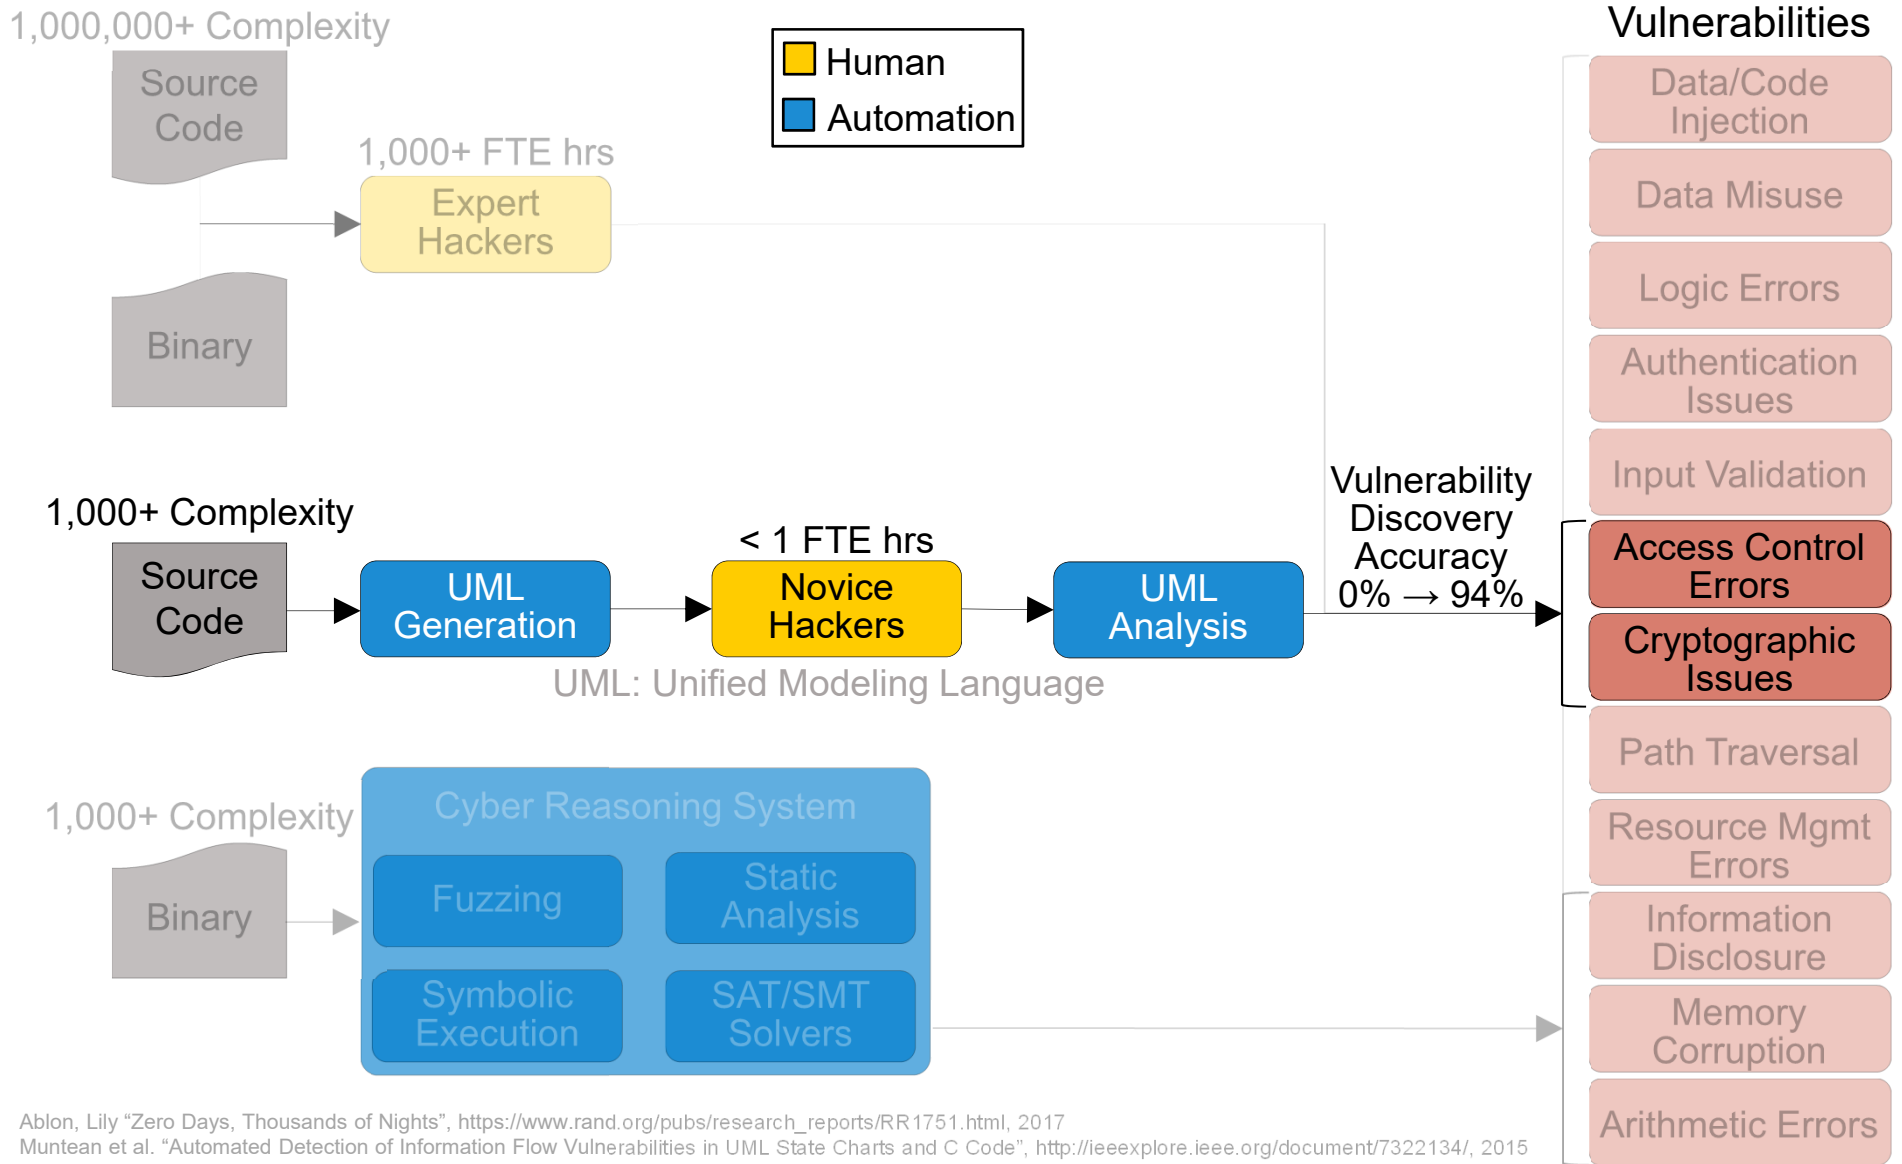 1,000,000+ Complexity
Source
Code
Binary
1,000+ FTE hrs
Expert
Hackers
Human
Automation
1,000+ Complexity
Source
Code
UML
Generation
< 1 FTE hrs
Novice
Hackers
UML
Analysis
UML: Unified Modeling Language
Vulnerability
Discovery
Accuracy
0% → 94%
1,000+ Complexity
Binary
Cyber Reasoning System
Fuzzing
Static
Analysis
Symbolic
Execution
SAT/SMT
Solvers
Vulnerabilities
Data/Code
Injection
Data Misuse
Logic Errors
Authentication
Issues
Input Validation
Access Control
Errors
Cryptographic
Issues
Path Traversal
Resource Mgmt
Errors
Information
Disclosure
Memory
Corruption
Arithmetic Errors
Ablon, Lily “Zero Days, Thousands of Nights”, https://www.rand.org/pubs/research_reports/RR1751.html, 2017
Muntean et al. “Automated Detection of Information Flow Vulnerabilities in UML State Charts and C Code”, http://ieeexplore.ieee.org/document/7322134/, 2015